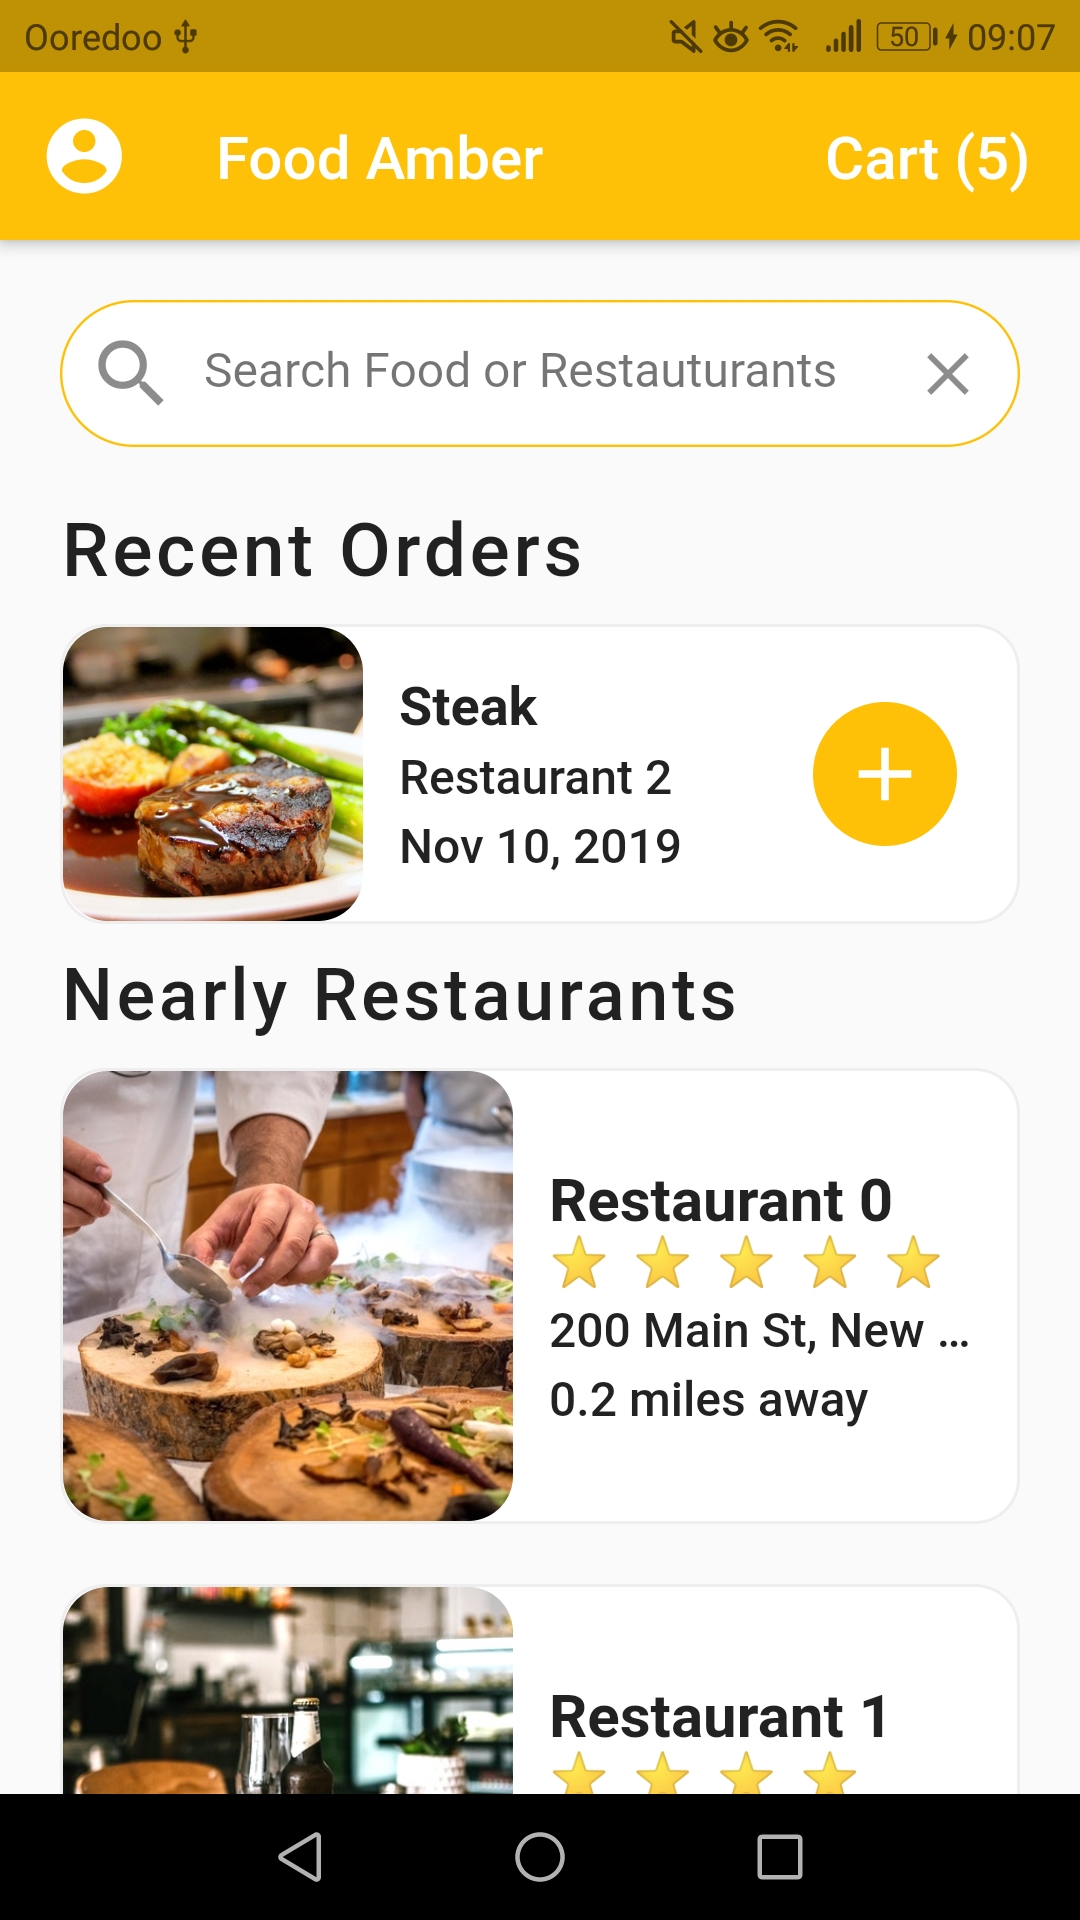 Ooredoo 50 09:07
Food Amber Cart (5)
Search Food or Restauturants
Recent Orders
Steak
Restaurant 2
Nov 10, 2019
Nearly Restaurants
Restaurant 0
200 Main St, New ...
0.2 miles away
Restaurant 1